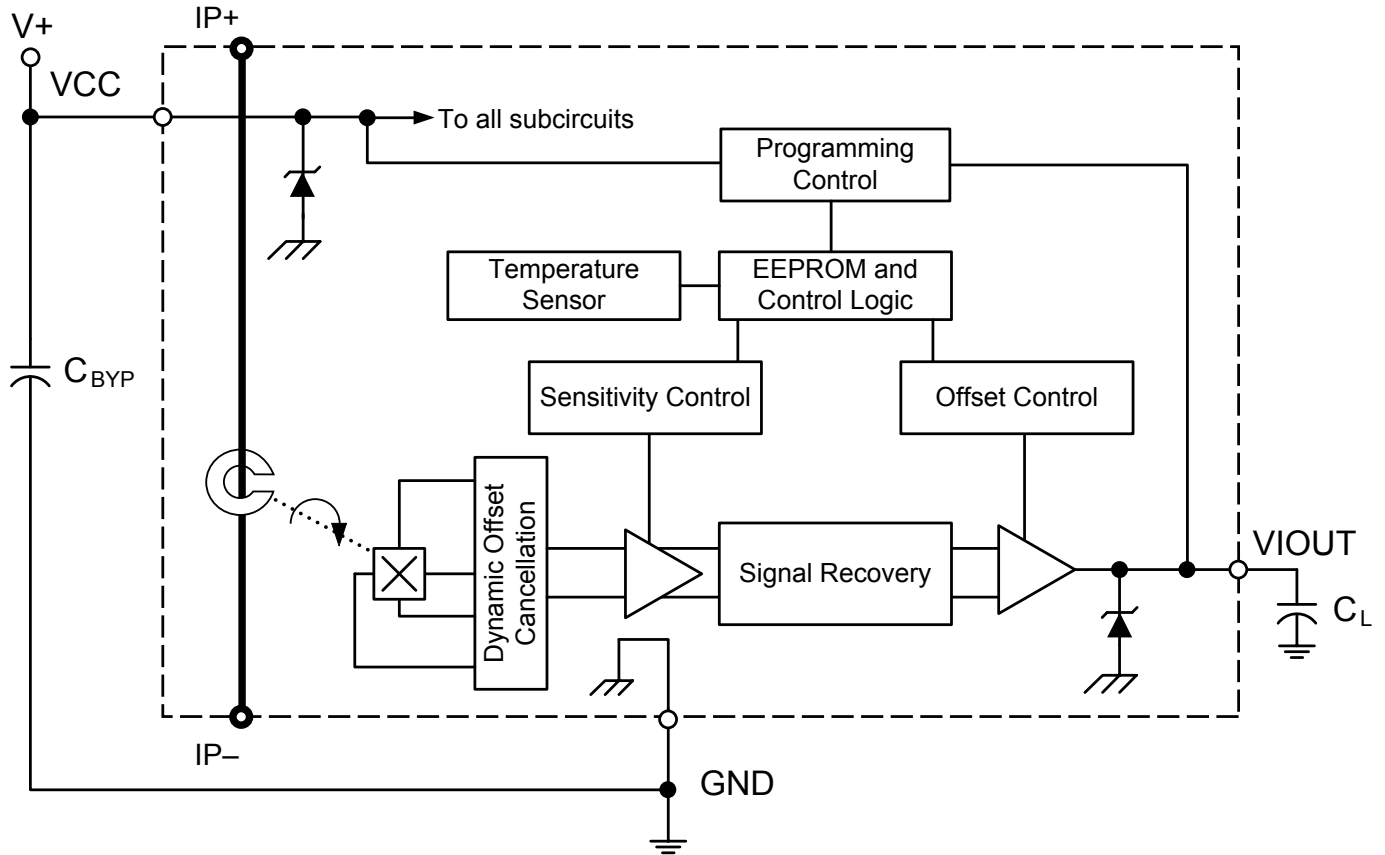 IP+
V+
VCC
To all subcircuits
Programming
Control
Temperature
Sensor
EEPROM and
Control Logic
CBYP
Sensitivity Control
Offset Control
Dynamic Offset
Cancellation
Signal Recovery
VIOUT
CL
IP–
GND